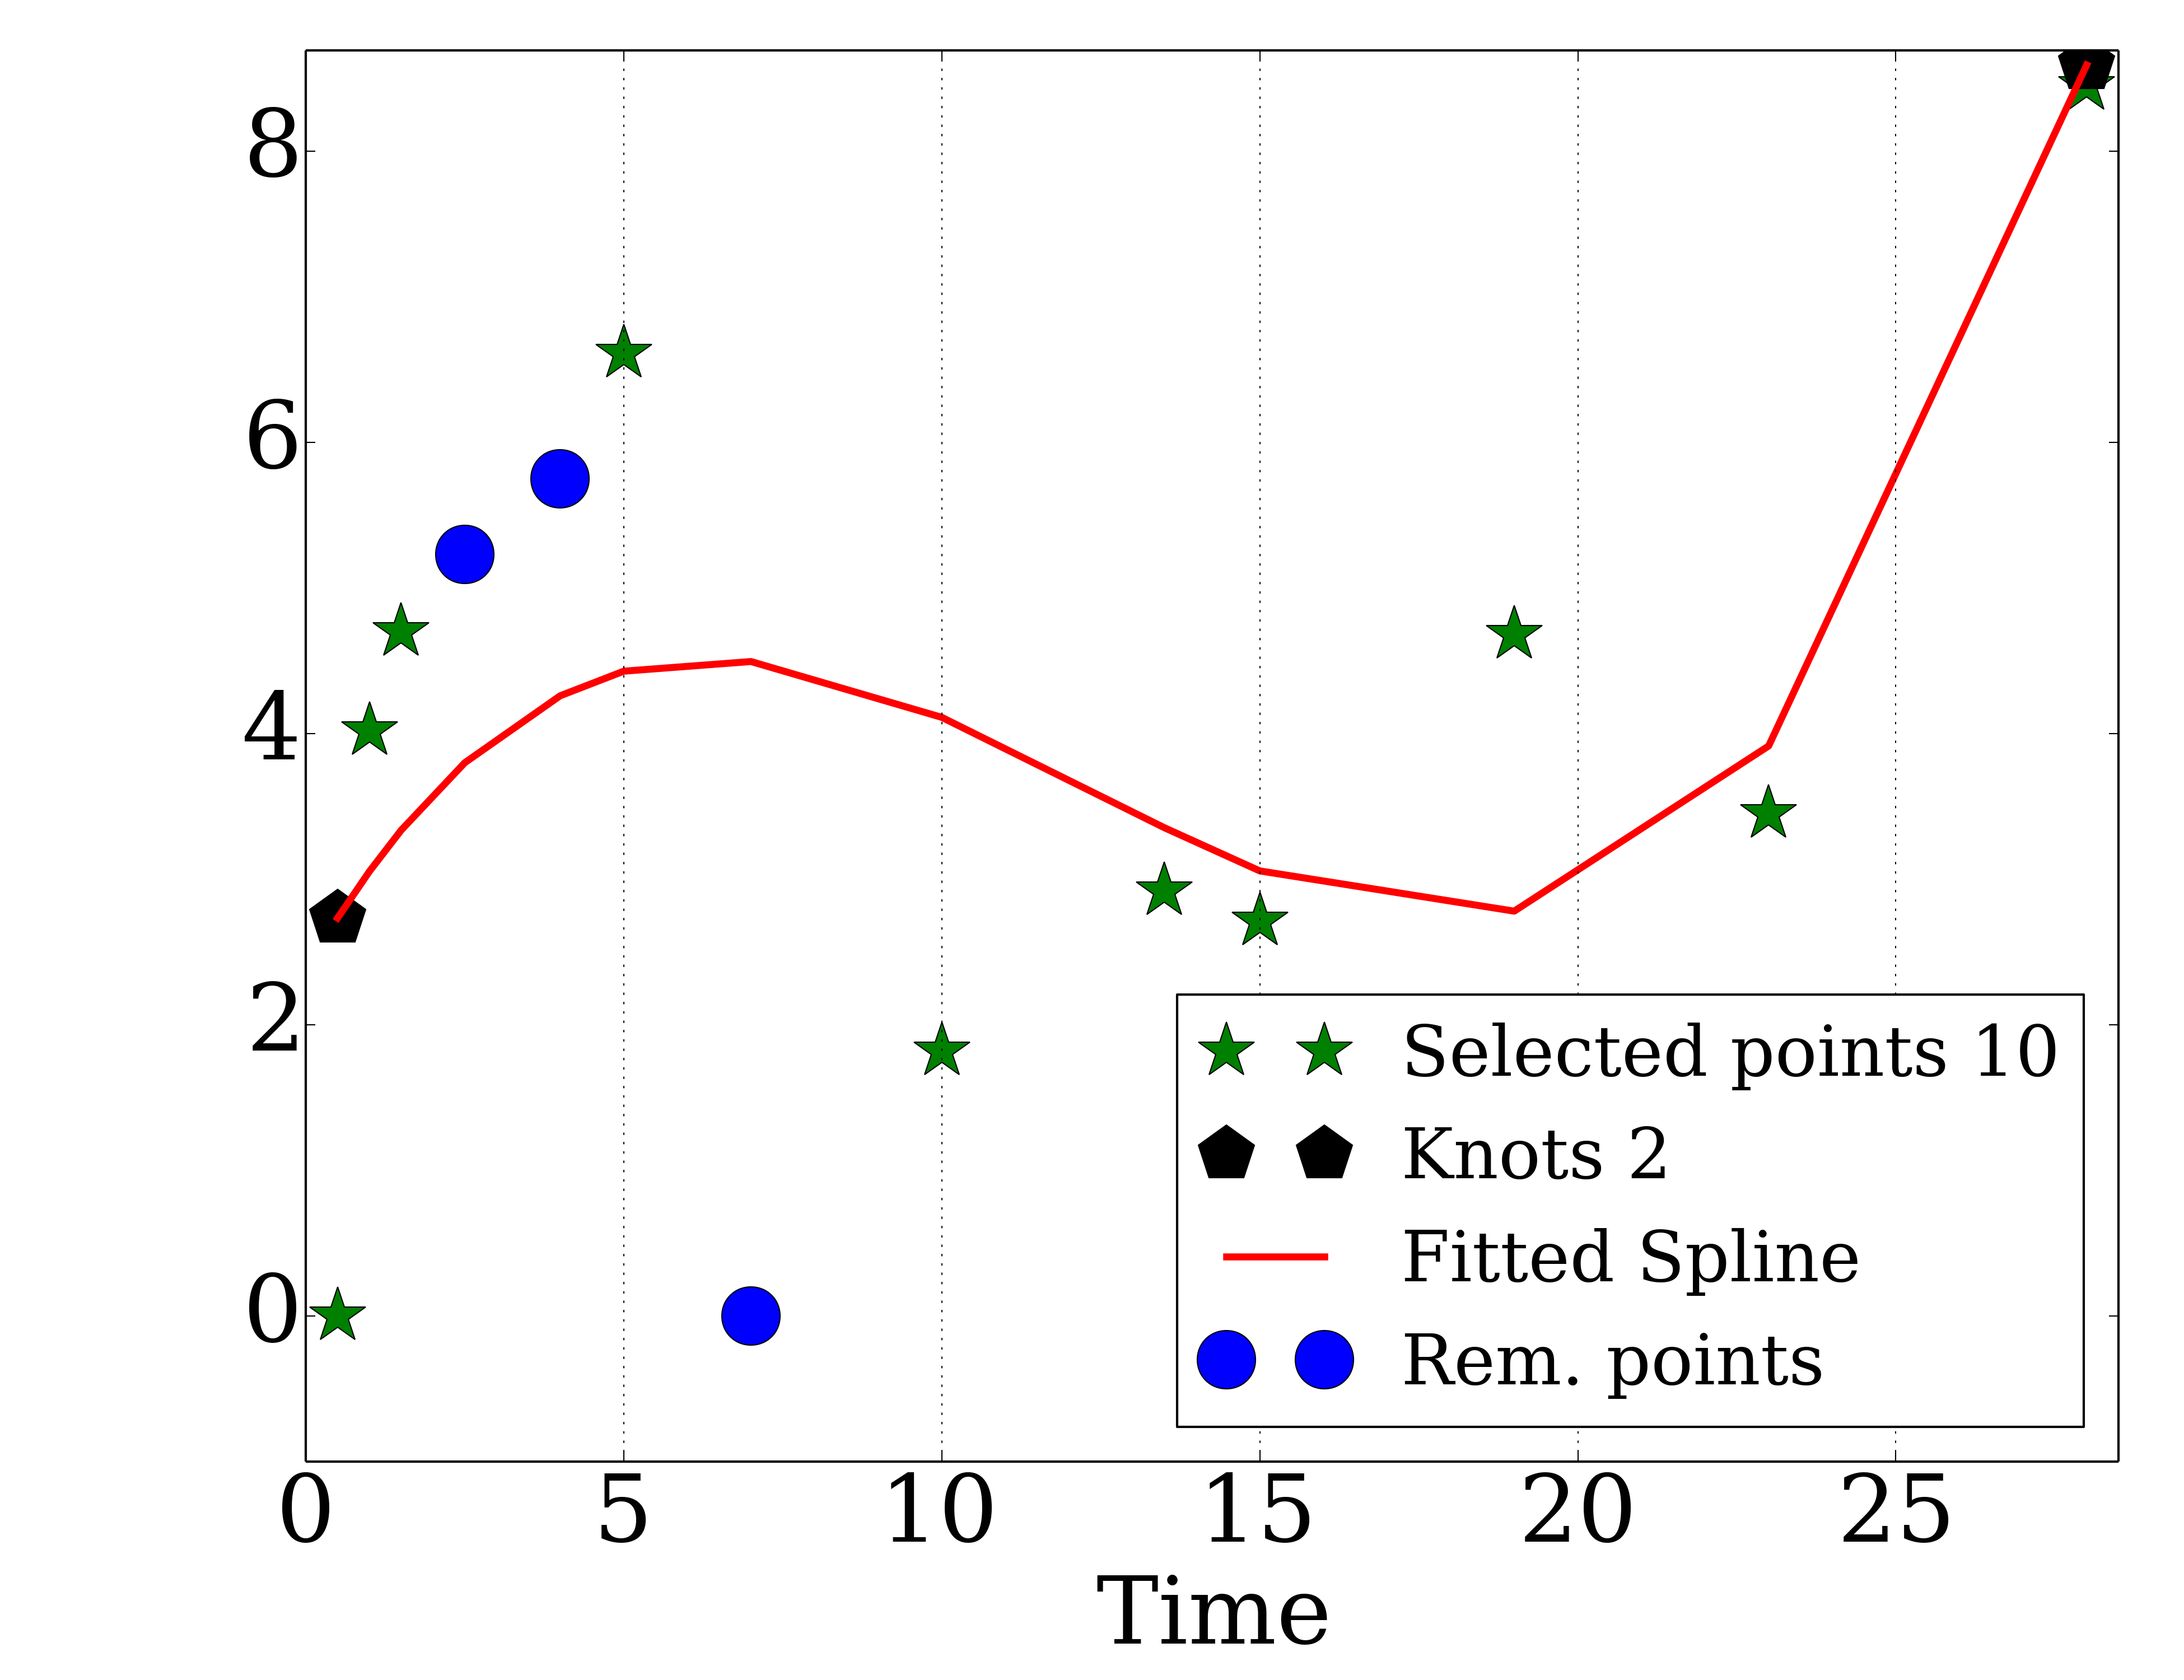 8
6
4
2
0
0 5 10 15 20 25
Time
Selected points 10
Knots 2
Fitted Spline
Rem. points